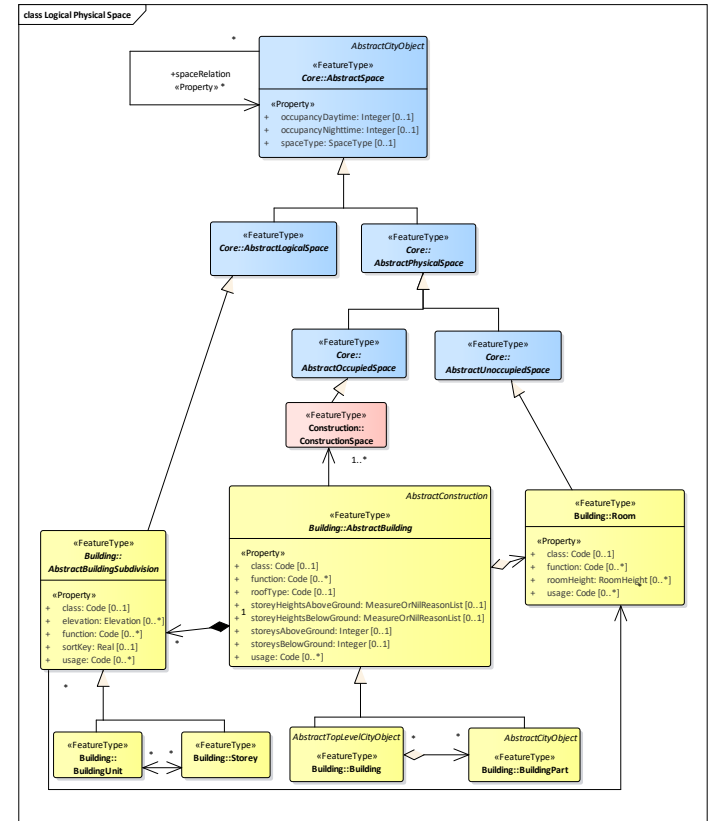 class Logical Physical Space
*
AbstractCityObject
«FeatureType»
Core::AbstractSpace
+spaceRelation
«Property» *
«Property»
+ occupancyDaytime: Integer [0..1]
+ occupancyNighttime: Integer [0..1]
+ spaceType: SpaceType [0..1]
«FeatureType»
Core::AbstractLogicalSpace
«FeatureType»
Core::
AbstractPhysicalSpace
«FeatureType»
Core::
AbstractOccupiedSpace
«FeatureType»
Core::
AbstractUnoccupiedSpace
«FeatureType»
Construction::
ConstructionSpace
1..*
AbstractConstruction
«FeatureType»
Building::AbstractBuilding
«Property»
+ class: Code [0..1]
+ function: Code [0..*]
+ roofType: Code [0..1]
+ storeyHeightsAboveGround: MeasureOrNilReasonList [0..1]
+ storeyHeightsBelowGround: MeasureOrNilReasonList [0..1]
+ storeysAboveGround: Integer [0..1]
+ storeysBelowGround: Integer [0..1]
+ usage: Code [0..*]
«FeatureType»
Building::Room
«Property»
+ class: Code [0..1]
+ function: Code [0..*]
+ roomHeight: RoomHeight [0..*]
+ usage: Code [0..*]
*
«FeatureType»
Building::
AbstractBuildingSubdivision
«Property»
+ class: Code [0..1]
+ elevation: Elevation [0..*]
+ function: Code [0..*]
+ sortKey: Real [0..1]
+ usage: Code [0..*]
1
*
*
«FeatureType»
Building::
BuildingUnit
*
*
«FeatureType»
Building::Storey
AbstractTopLevelCityObject
«FeatureType»
Building::Building
*
*
AbstractCityObject
«FeatureType»
Building::BuildingPart